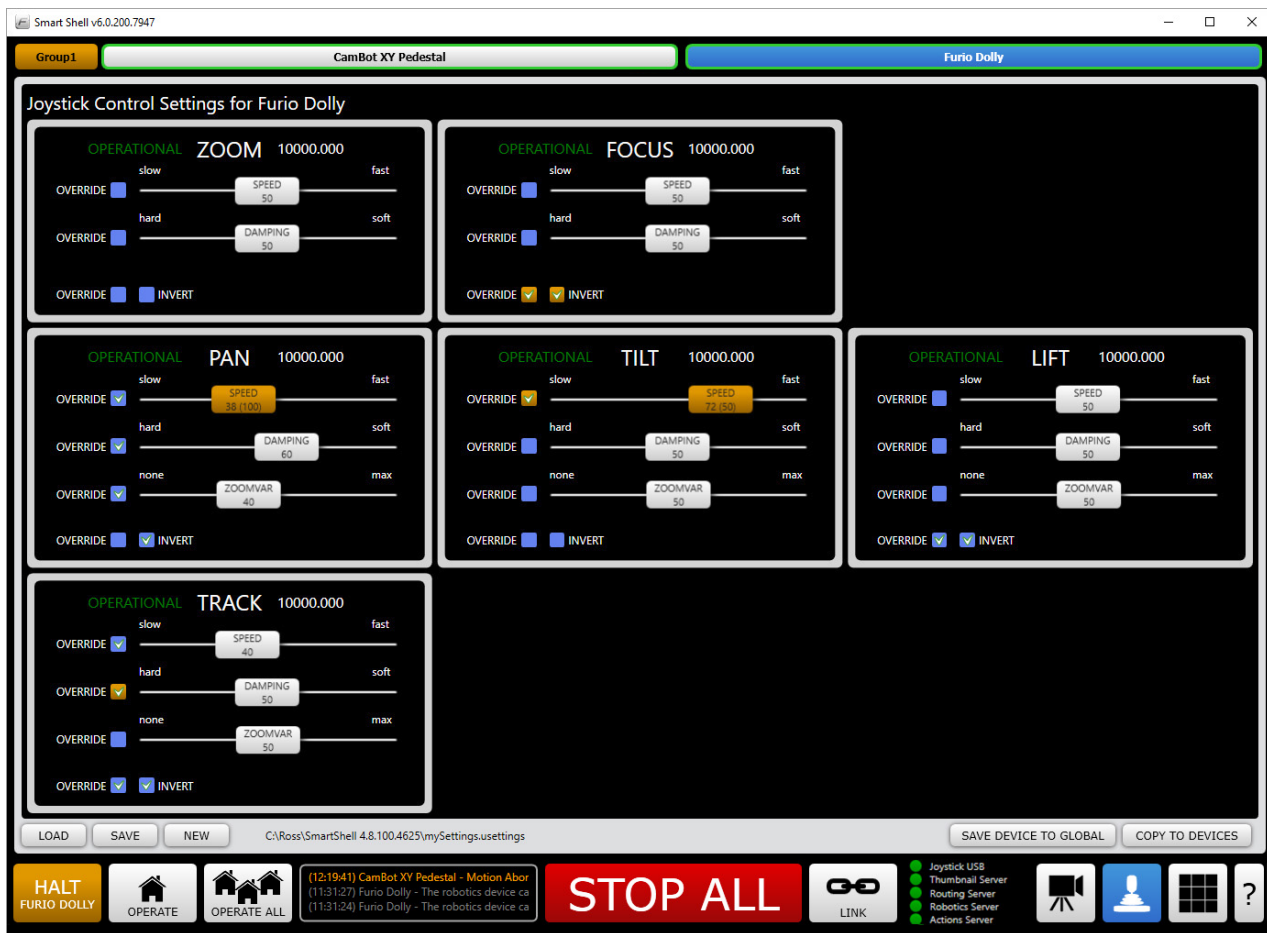 Smart Shell v6.0.200.7947
Group1 CamBot XY Pedestal Furio Dolly
Joystick Control Settings for Furio Dolly
OPERATIONAL ZOOM 10000.000
slow fast
OVERRIDE SPEED 50
hard soft
OVERRIDE DAMPING 50
OVERRIDE INVERT
OPERATIONAL FOCUS 10000.000
slow fast
OVERRIDE SPEED 50
hard soft
OVERRIDE DAMPING 50
OVERRIDE INVERT
OPERATIONAL PAN 10000.000
slow fast
OVERRIDE SPEED 38 (100)
hard soft
OVERRIDE DAMPING 60
none max
OVERRIDE ZOOMVAR 40
OVERRIDE INVERT
OPERATIONAL TILT 10000.000
slow fast
OVERRIDE SPEED 72 (50)
hard soft
OVERRIDE DAMPING 50
none max
OVERRIDE ZOOMVAR 50
OVERRIDE INVERT
OPERATIONAL LIFT 10000.000
slow fast
OVERRIDE SPEED 50
hard soft
OVERRIDE DAMPING 50
none max
OVERRIDE ZOOMVAR 50
OVERRIDE INVERT
OPERATIONAL TRACK 10000.000
slow fast
OVERRIDE SPEED 40
hard soft
OVERRIDE DAMPING 50
none max
OVERRIDE ZOOMVAR 50
OVERRIDE INVERT
LOAD SAVE NEW C:\Ross\SmartShell 4.8.100.4625\mySettings.usettings SAVE DEVICE TO GLOBAL COPY TO DEVICES
HALT
FURIO DOLLY
OPERATE
OPERATE ALL
(12:19:41) CamBot XY Pedestal - Motion Abor
(11:31:27) Furio Dolly - The robotics device ca
(11:31:24) Furio Dolly - The robotics device ca
STOP ALL
LINK
Joystick USB
Thumbnail Server
Routing Server
Robotics Server
Actions Server
?